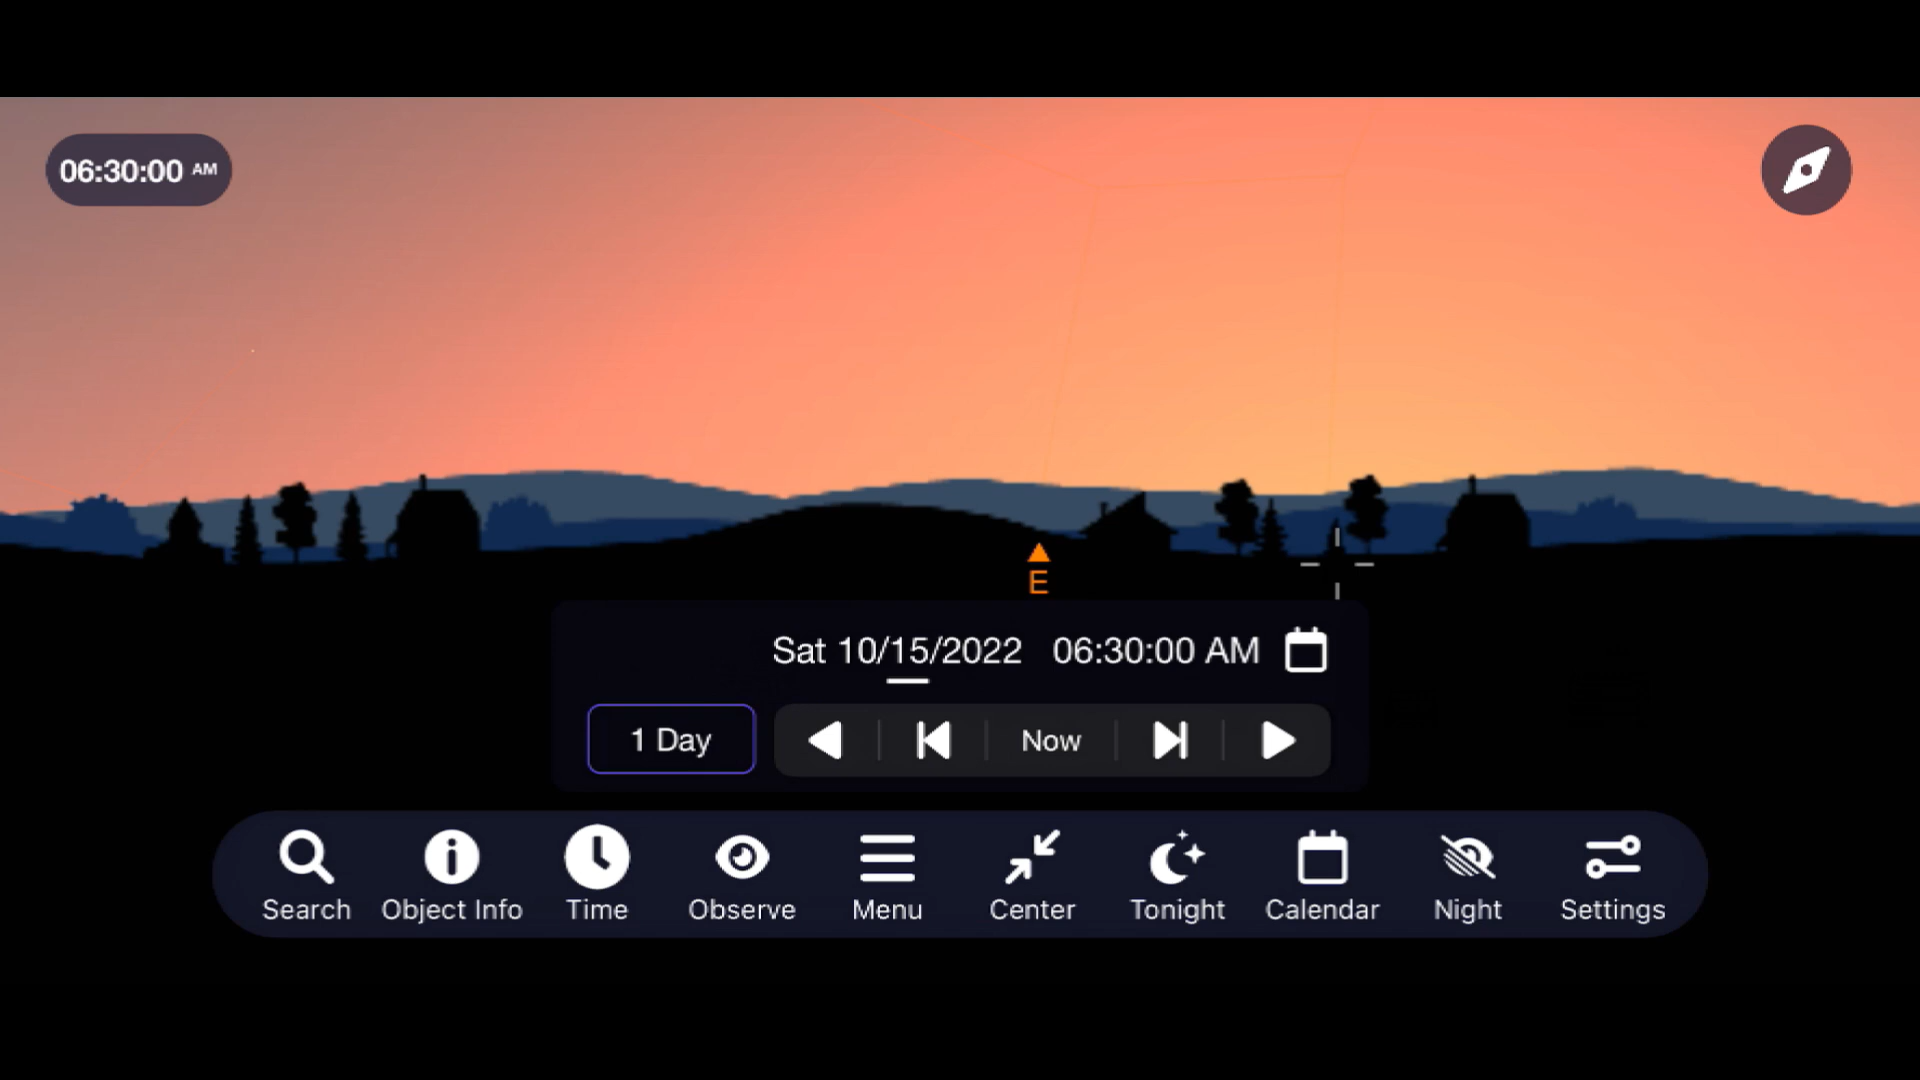 06:30:00 AM
E
Sat 10/15/2022 06:30:00 AM
1 Day Now
Search Object Info Time Observe Menu Center Tonight Calendar Night Settings